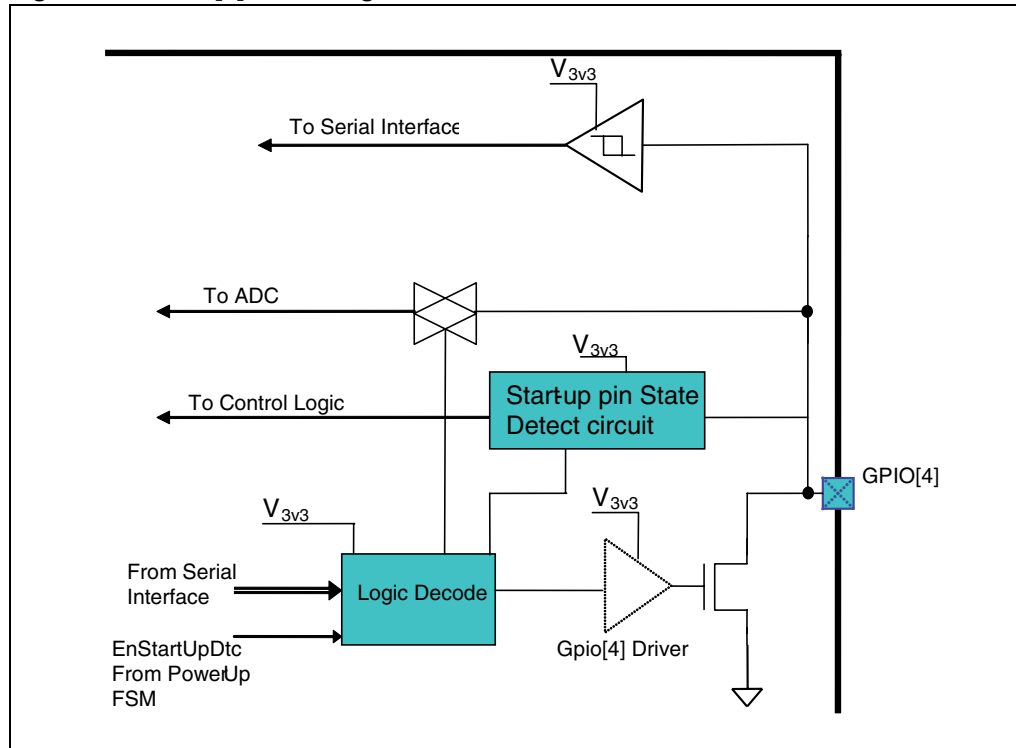 V3v3
To Serial Interface
To ADC
V3v3
Start-up pin State
Detect circuit
To Control Logic
GPIO[4]
V3v3
V3v3
From Serial
Interface
Logic Decode
EnStartUpDtc
From PowerUp
FSM
Gpio[4] Driver